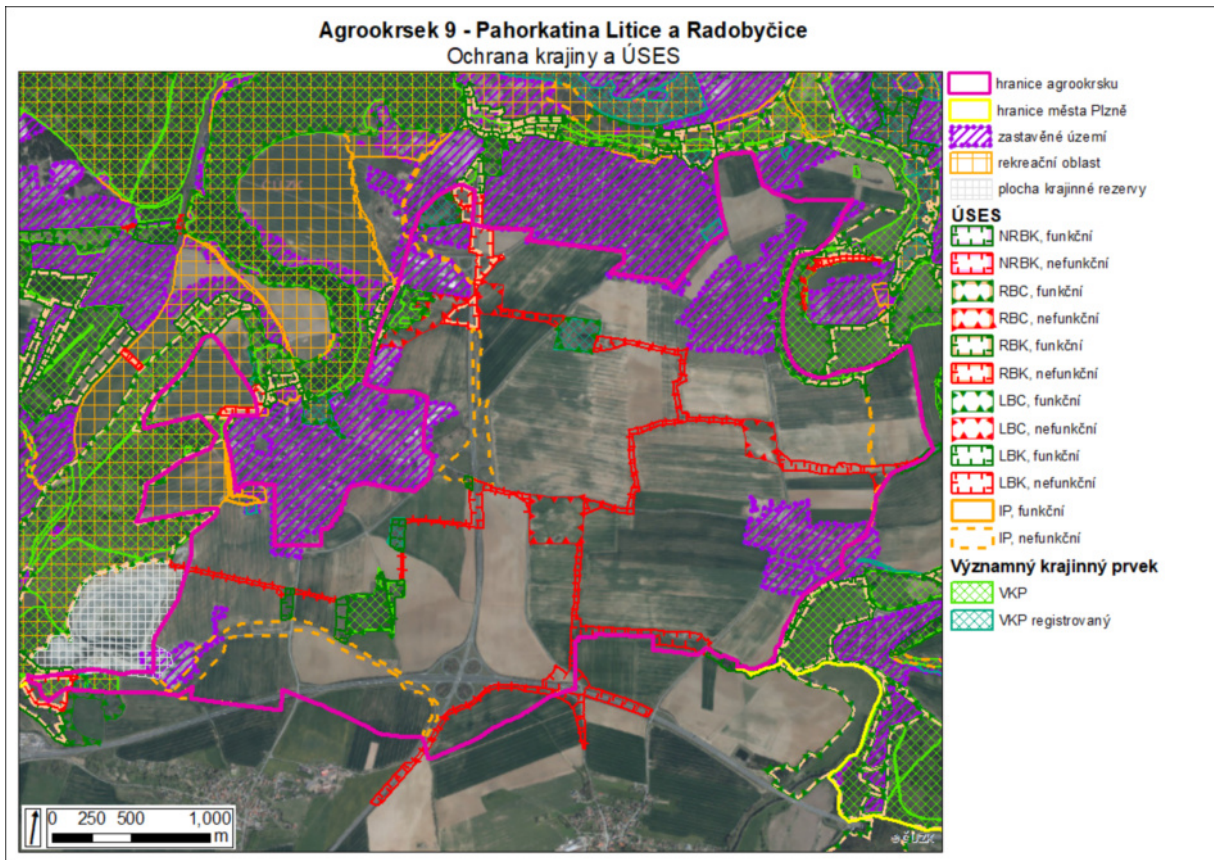 Agrookrsek 9 - Pahorkatina Litice a Radobyčice
Ochrana krajiny a ÚSES
hranice agrookrsku
hranice města Plzně
zastavěné území
rekreační oblast
plocha krajinné rezervy
ÚSES
NRBK, funkční
NRBK, nefunkční
RBC, funkční
RBC, nefunkční
RBK, funkční
RBK, nefunkční
LBC, funkční
LBC, nefunkční
LBK, funkční
LBK, nefunkční
IP, funkční
IP, nefunkční
Významný krajinný prvek
VKP
VKP registrovaný
0 250 500 1,000
m